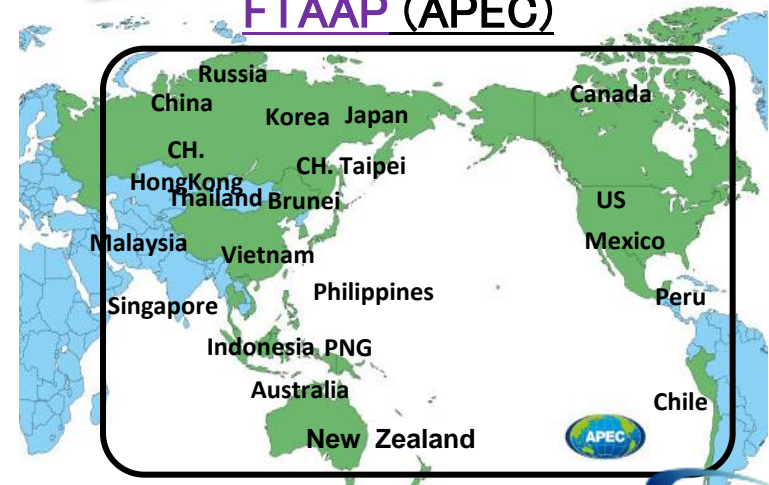 FTAAP (APEC)
Russia
China
Korea Japan
Canada
CH.
HongKong
CH. Taipei
Thailand Brunei
US
Malaysia
Vietnam
Mexico
Singapore
Philippines
Peru
Indonesia PNG
Australia
Chile
New Zealand
APEC